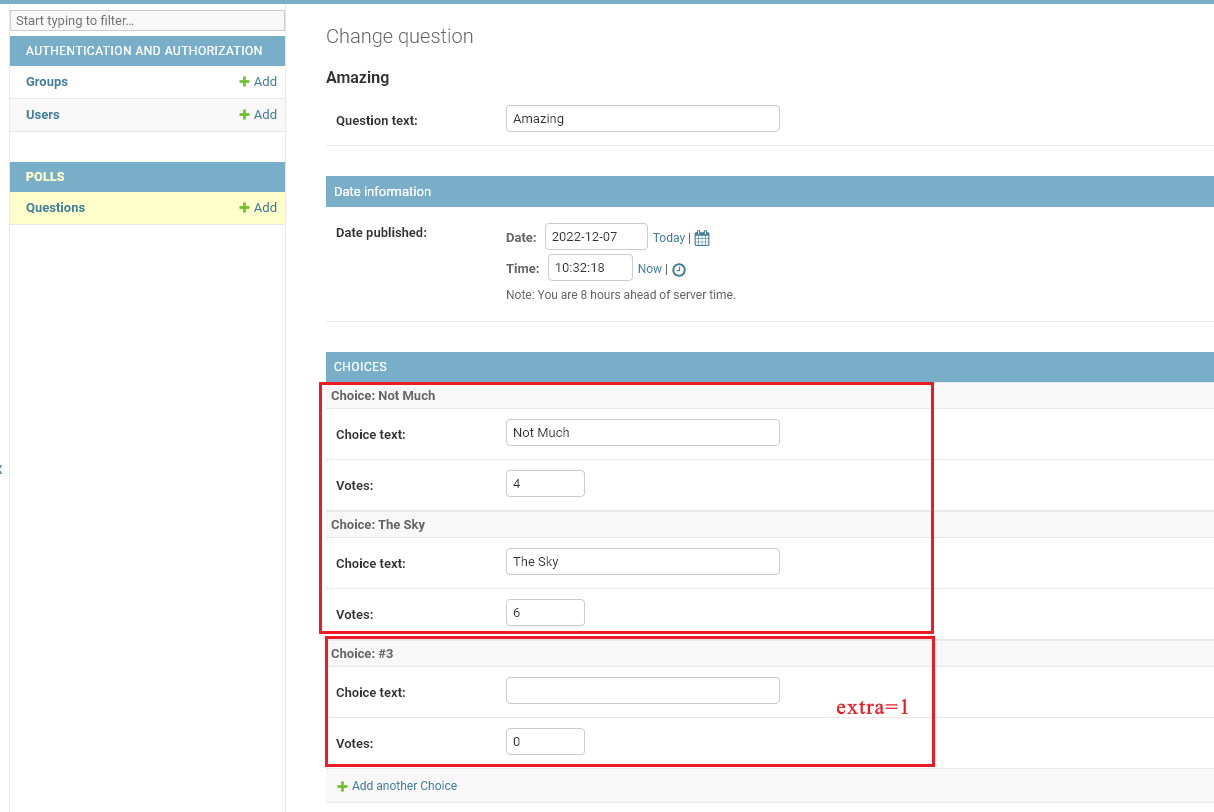 Start typing to filter...
AUTHENTICATION AND AUTHORIZATION
Groups Add
Users Add
POLLS
Questions Add
Change question
Amazing
Question text: Amazing
Date information
Date published:
Date: 2022-12-07 Today |
Time: 10:32:18 Now |
Note: You are 8 hours ahead of server time.
CHOICES
Choice: Not Much
Choice text: Not Much
Votes: 4
Choice: The Sky
Choice text: The Sky
Votes: 6
Choice: #3
Choice text:
extra=1
Votes: 0
Add another Choice